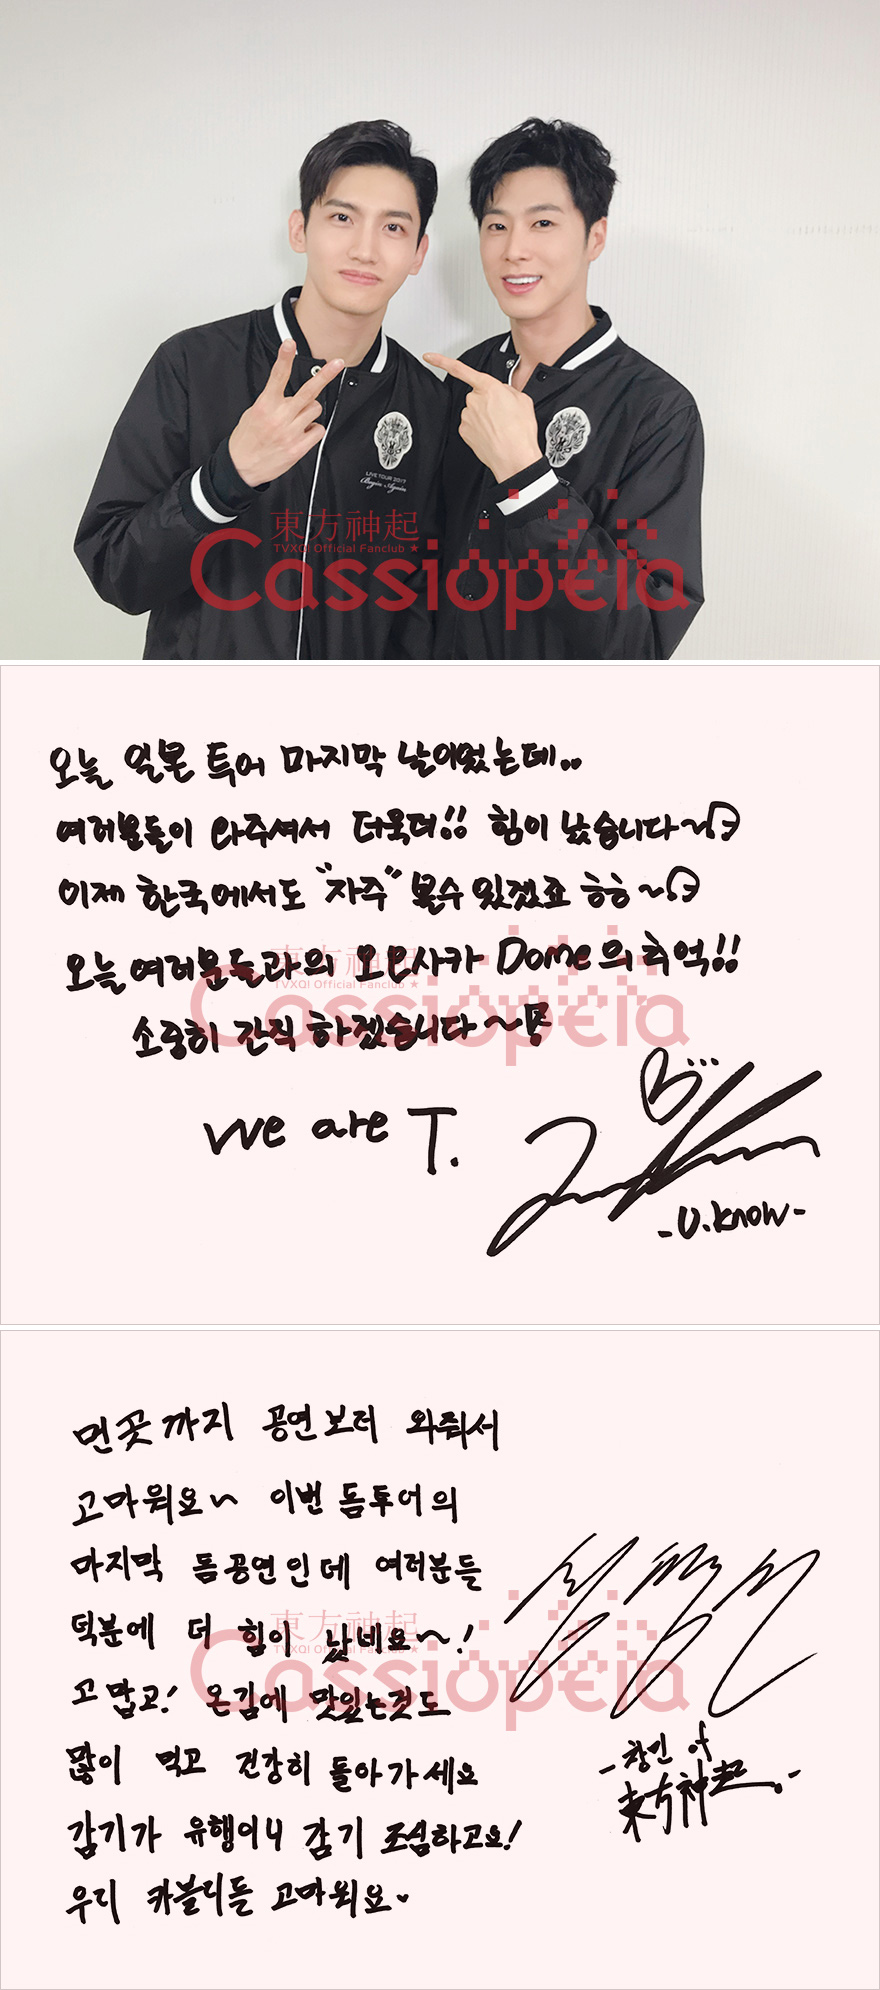 LIVE TOUR 2017
Begin Again
東方神起
TVXQ! Official Fanclub ★
Cassiopeia
오늘 일본 투어 마지막 날이었는데..
여러분들이 와주셔서 더욱더!! 힘이 났습니다~
이제 한국에서도 "자주" 볼수 있겠죠 ㅎㅎ~
오늘 여러분들과의 오오사카 Dome의 추억!!
東方神起
TVXQ! Official Fanclub ★
Cassiopeia
소중히 간직 하겠습니다~
We are T.
-U.know-
먼곳까지 공연보러 와줘서
고마워요~ 이번 돔투어의
마지막 돔공연인데 여러분들
덕분에 더 힘이 났네요~!
東方神起
TVXQ! Official Fanclub ★
Cassiopeia
고맙고! 온김에 맛있는것도
많이 먹고 건강히 돌아가세요
감기가 유행이니 감기 조심하고요!
우리 카블리들 고마워요
-창민 of
東方神起.-